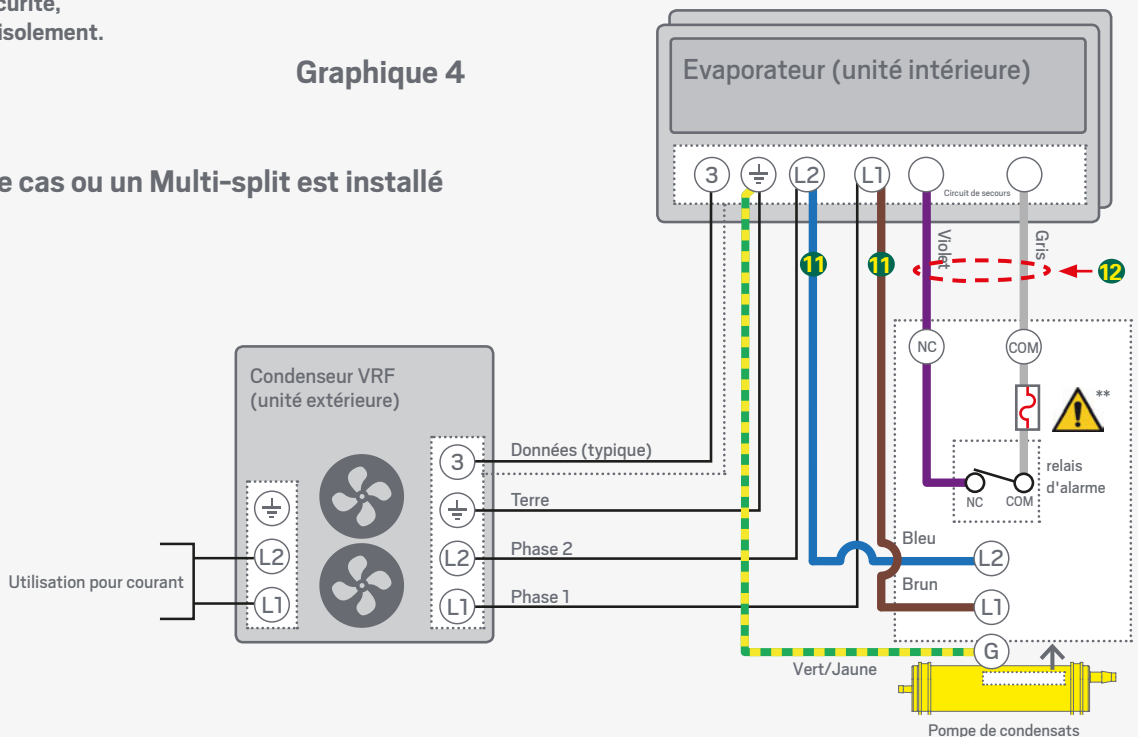 curité,
isolement.
Graphique 4
e cas ou un Multi-split est installé
Evaporateur (unité intérieure)
3
L2
L1
Circuit de secours
Violet
Gris
11
11
12
NC
COM
**
relais
d'alarme
NC
COM
Condenseur VRF
(unité extérieure)
3
Données (typique)
Terre
L2
L2
Phase 2
L1
L1
Phase 1
Utilisation pour courant
Bleu
L2
Brun
L1
G
Vert/Jaune
Pompe de condensats